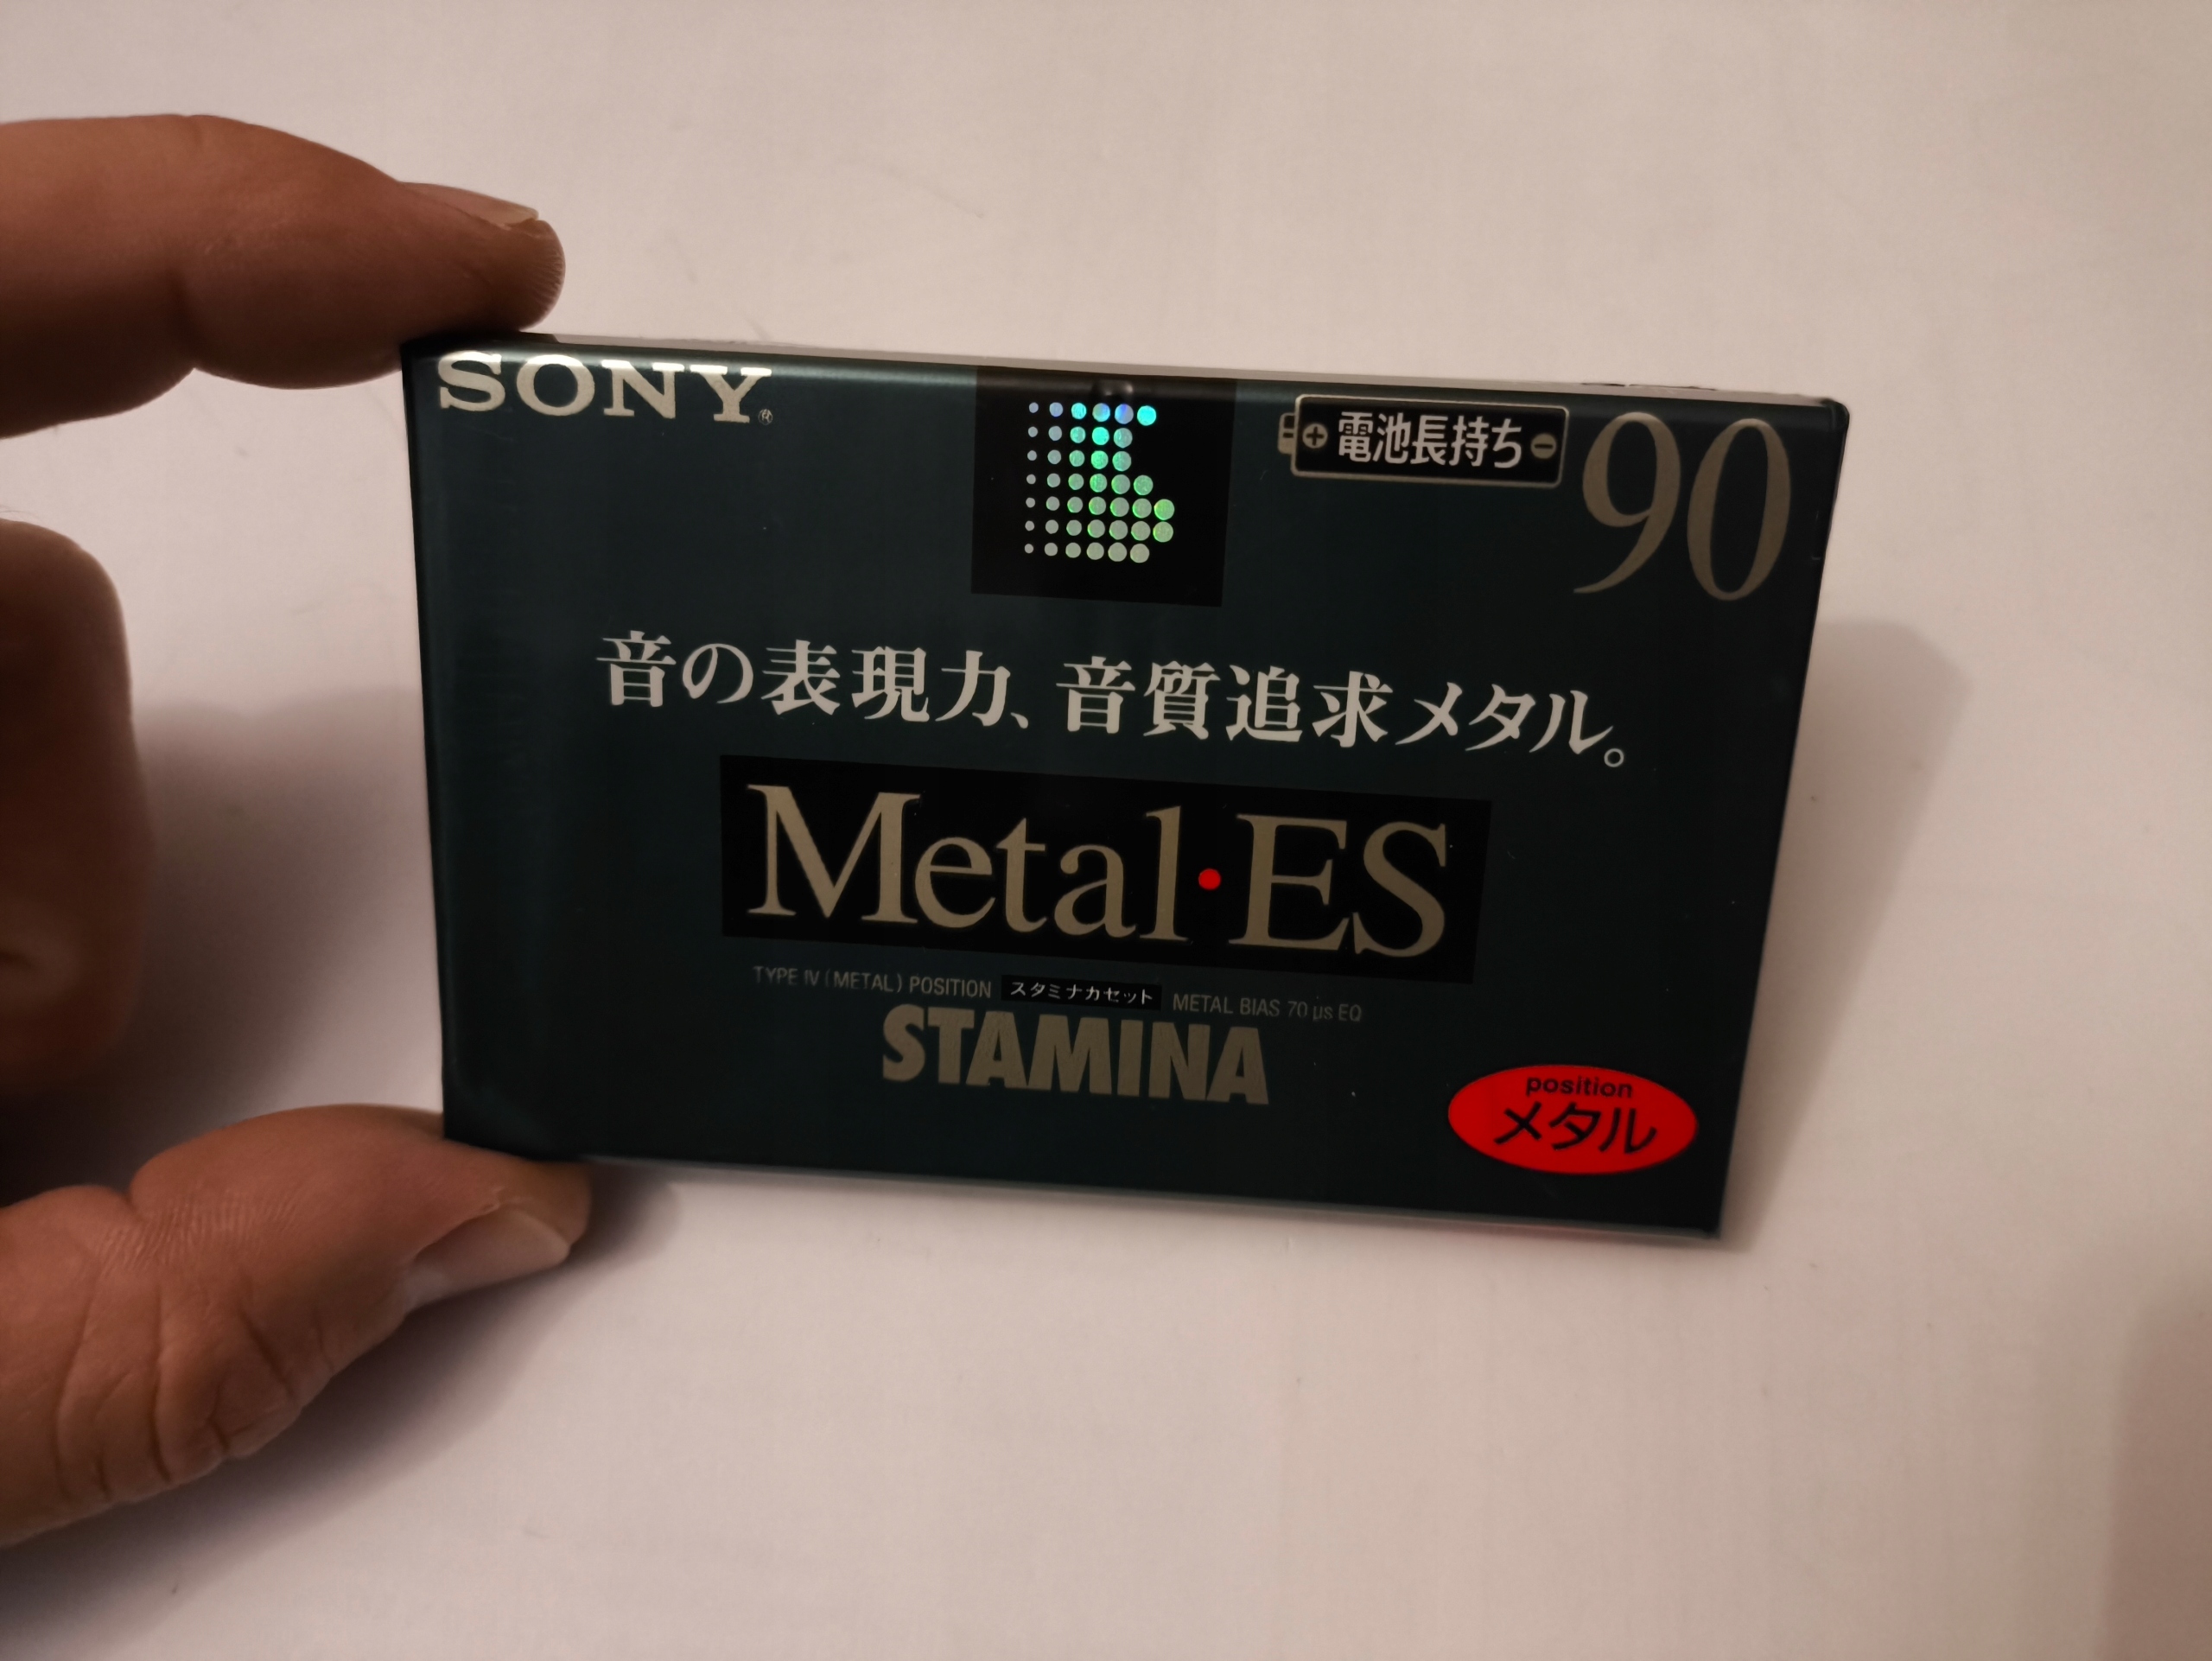 SONY®
⊕電池長持ち⊖
90
音の表現力、音質追求メタル。
Metal•ES
TYPE IV (METAL) POSITION スタミナカセット METAL BIAS 70 μs EQ
STAMINA
position
メタル